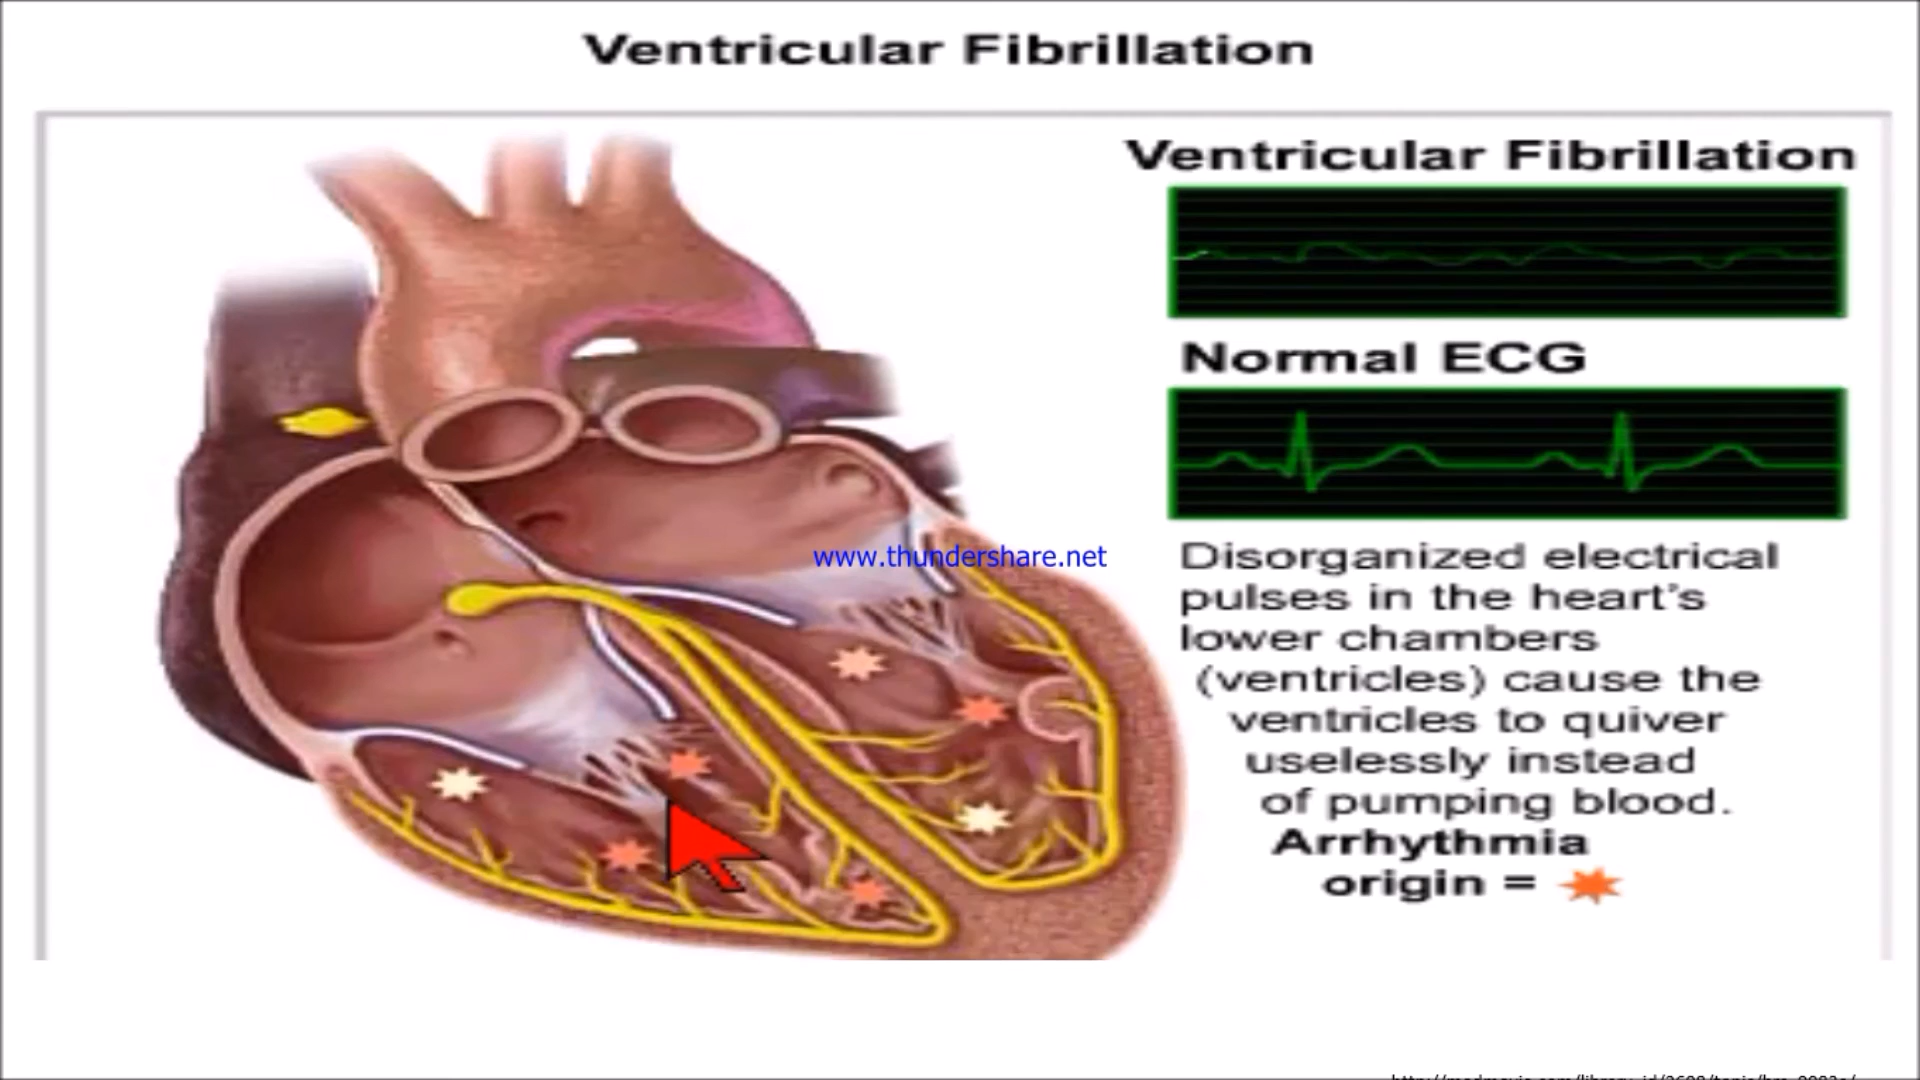 Ventricular Fibrillation
Ventricular Fibrillation
Normal ECG
www.thundershare.net
Disorganized electrical
pulses in the heart's
lower chambers
(ventricles) cause the
ventricles to quiver
uselessly instead
of pumping blood.
Arrhythmia
origin =